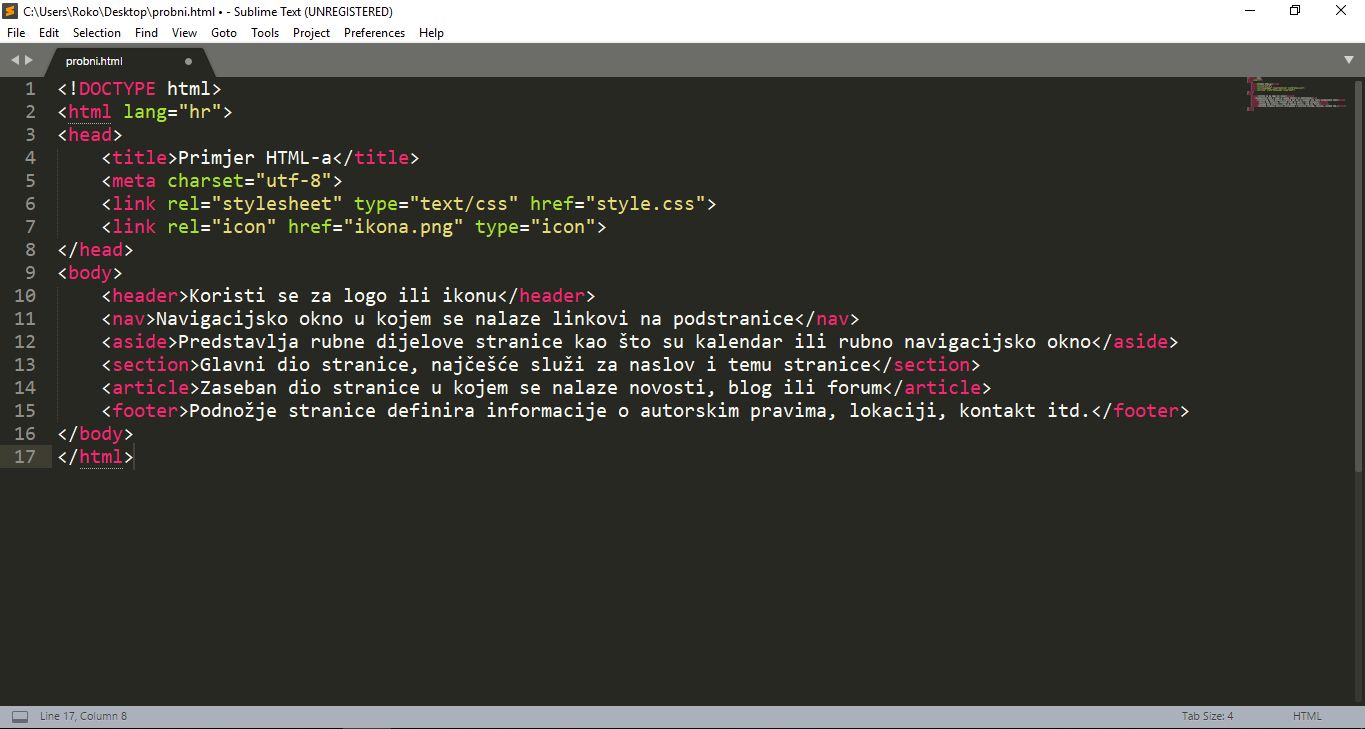 C:\Users\Roko\Desktop\probni.html • - Sublime Text (UNREGISTERED)
File Edit Selection Find View Goto Tools Project Preferences Help
probni.html
1 <!DOCTYPE html>
2 <html lang="hr">
3 <head>
4 <title>Primjer HTML-a</title>
5 <meta charset="utf-8">
6 <link rel="stylesheet" type="text/css" href="style.css">
7 <link rel="icon" href="ikona.png" type="icon">
8 </head>
9 <body>
10 <header>Koristi se za logo ili ikonu</header>
11 <nav>Navigacijsko okno u kojem se nalaze linkovi na podstranice</nav>
12 <aside>Predstavlja rubne dijelove stranice kao što su kalendar ili rubno navigacijsko okno</aside>
13 <section>Glavni dio stranice, najčešće služi za naslov i temu stranice</section>
14 <article>Zaseban dio stranice u kojem se nalaze novosti, blog ili forum</article>
15 <footer>Podnožje stranice definira informacije o autorskim pravima, lokaciji, kontakt itd.</footer>
16 </body>
17 </html>
Line 17, Column 8 Tab Size: 4 HTML